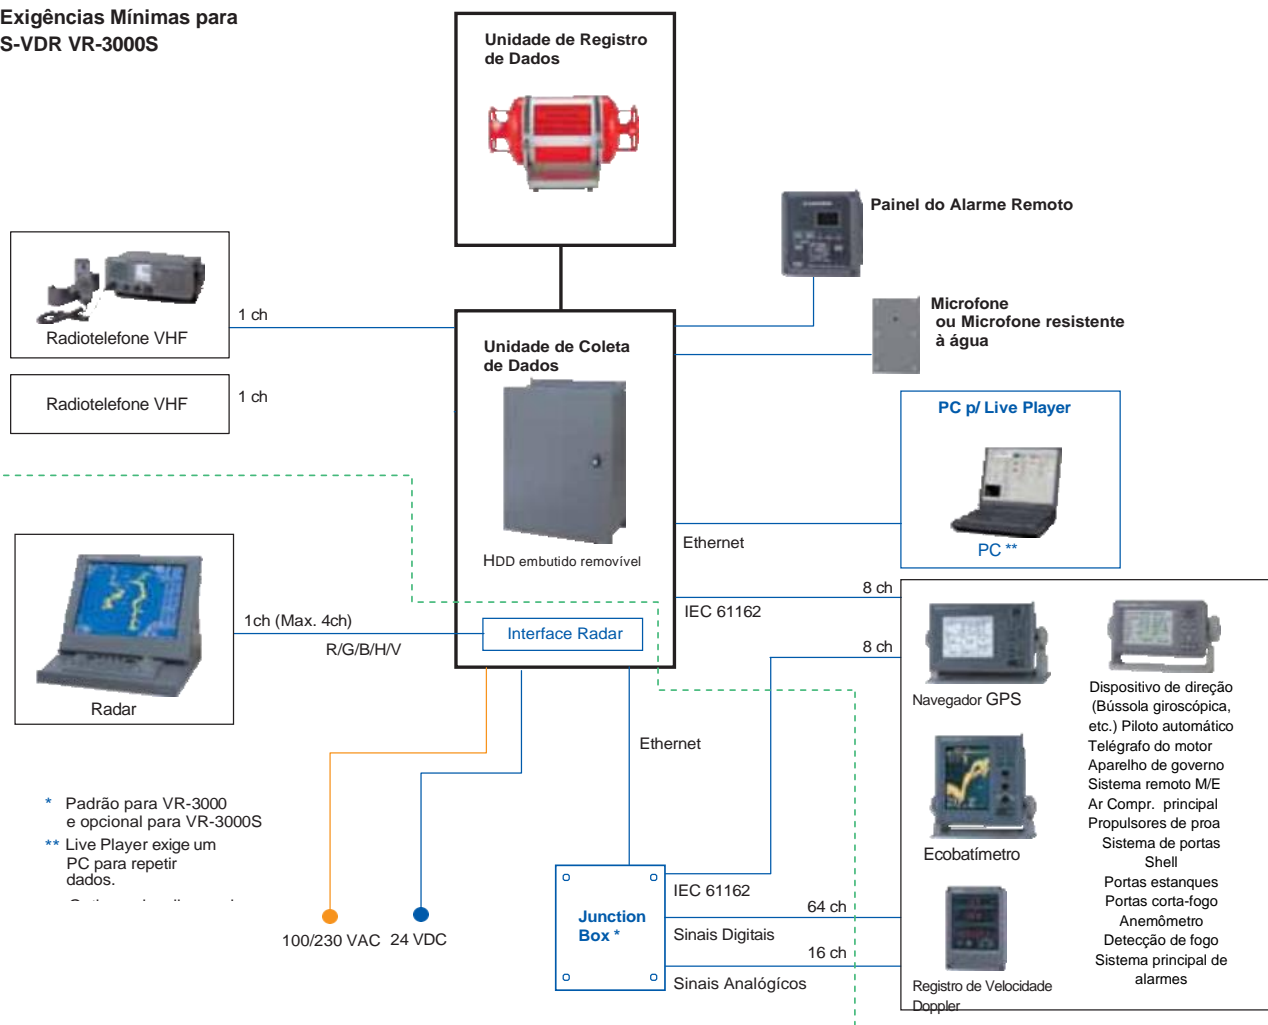 Exigências Mínimas para
S-VDR VR-3000S
Unidade de Registro
de Dados
Painel do Alarme Remoto
Microfone
ou Microfone resistente
à água
Radiotelefone VHF
1 ch
Radiotelefone VHF
1 ch
Unidade de Coleta
de Dados
HDD embutido removível
PC p/ Live Player
PC **
Ethernet
IEC 61162
8 ch
8 ch
Radar
1ch (Max. 4ch)
R/G/B/H/V
Interface Radar
Ethernet
Navegador GPS
Ecobatímetro
Registro de Velocidade
Doppler
Dispositivo de direção
(Bússola giroscópica,
etc.) Piloto automático
Telégrafo do motor
Aparelho de governo
Sistema remoto M/E
Ar Compr. principal
Propulsores de proa
Sistema de portas
Shell
Portas estanques
Portas corta-fogo
Anemômetro
Detecção de fogo
Sistema principal de
alarmes
* Padrão para VR-3000
e opcional para VR-3000S
** Live Player exige um
PC para repetir
dados.
100/230 VAC
24 VDC
Junction
Box *
IEC 61162
64 ch
Sinais Digitais
16 ch
Sinais Analógícos